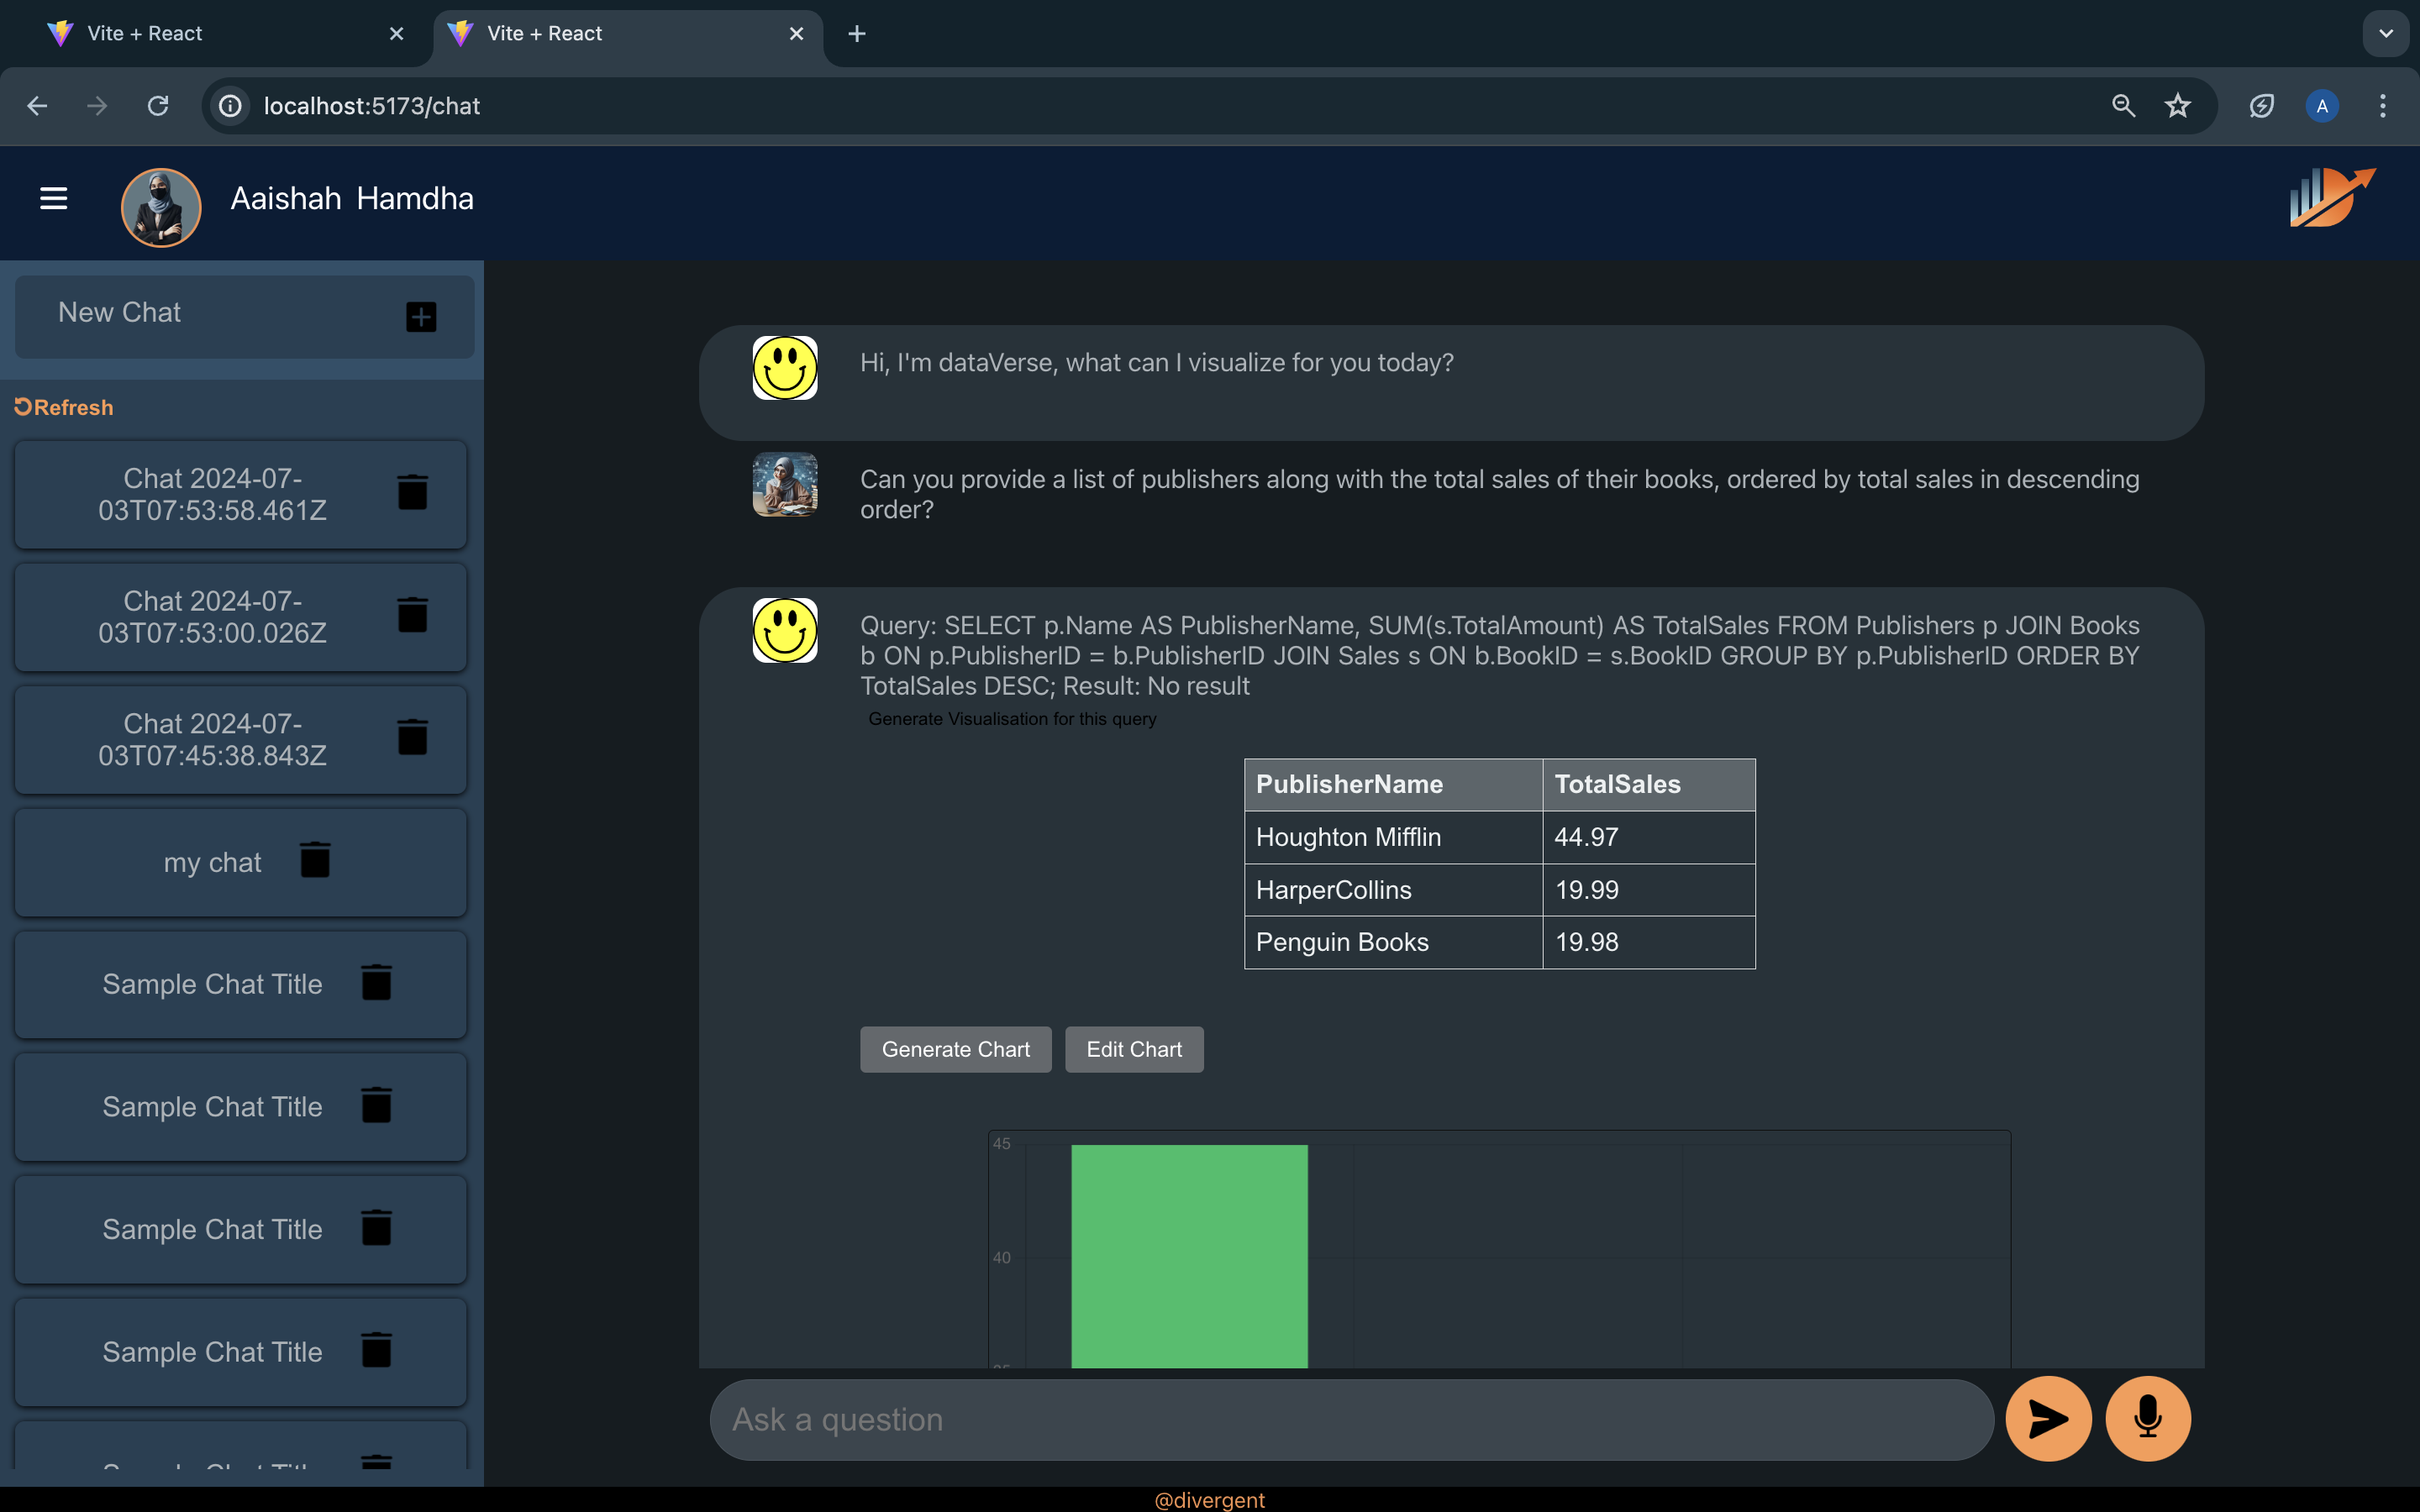 Vite + React
Vite + React
localhost:5173/chat
A
Aaishah Hamdha
New Chat
Refresh
Chat 2024-07-
03T07:53:58.461Z
Chat 2024-07-
03T07:53:00.026Z
Chat 2024-07-
03T07:45:38.843Z
my chat
Sample Chat Title
Sample Chat Title
Sample Chat Title
Sample Chat Title
Hi, I'm dataVerse, what can I visualize for you today?
Can you provide a list of publishers along with the total sales of their books, ordered by total sales in descending
order?
Query: SELECT p.Name AS PublisherName, SUM(s.TotalAmount) AS TotalSales FROM Publishers p JOIN Books
b ON p.PublisherID = b.PublisherID JOIN Sales s ON b.BookID = s.BookID GROUP BY p.PublisherID ORDER BY
TotalSales DESC; Result: No result
Generate Visualisation for this query
PublisherName TotalSales
Houghton Mifflin 44.97
HarperCollins 19.99
Penguin Books 19.98
Generate Chart Edit Chart
45
40
Ask a question
@divergent